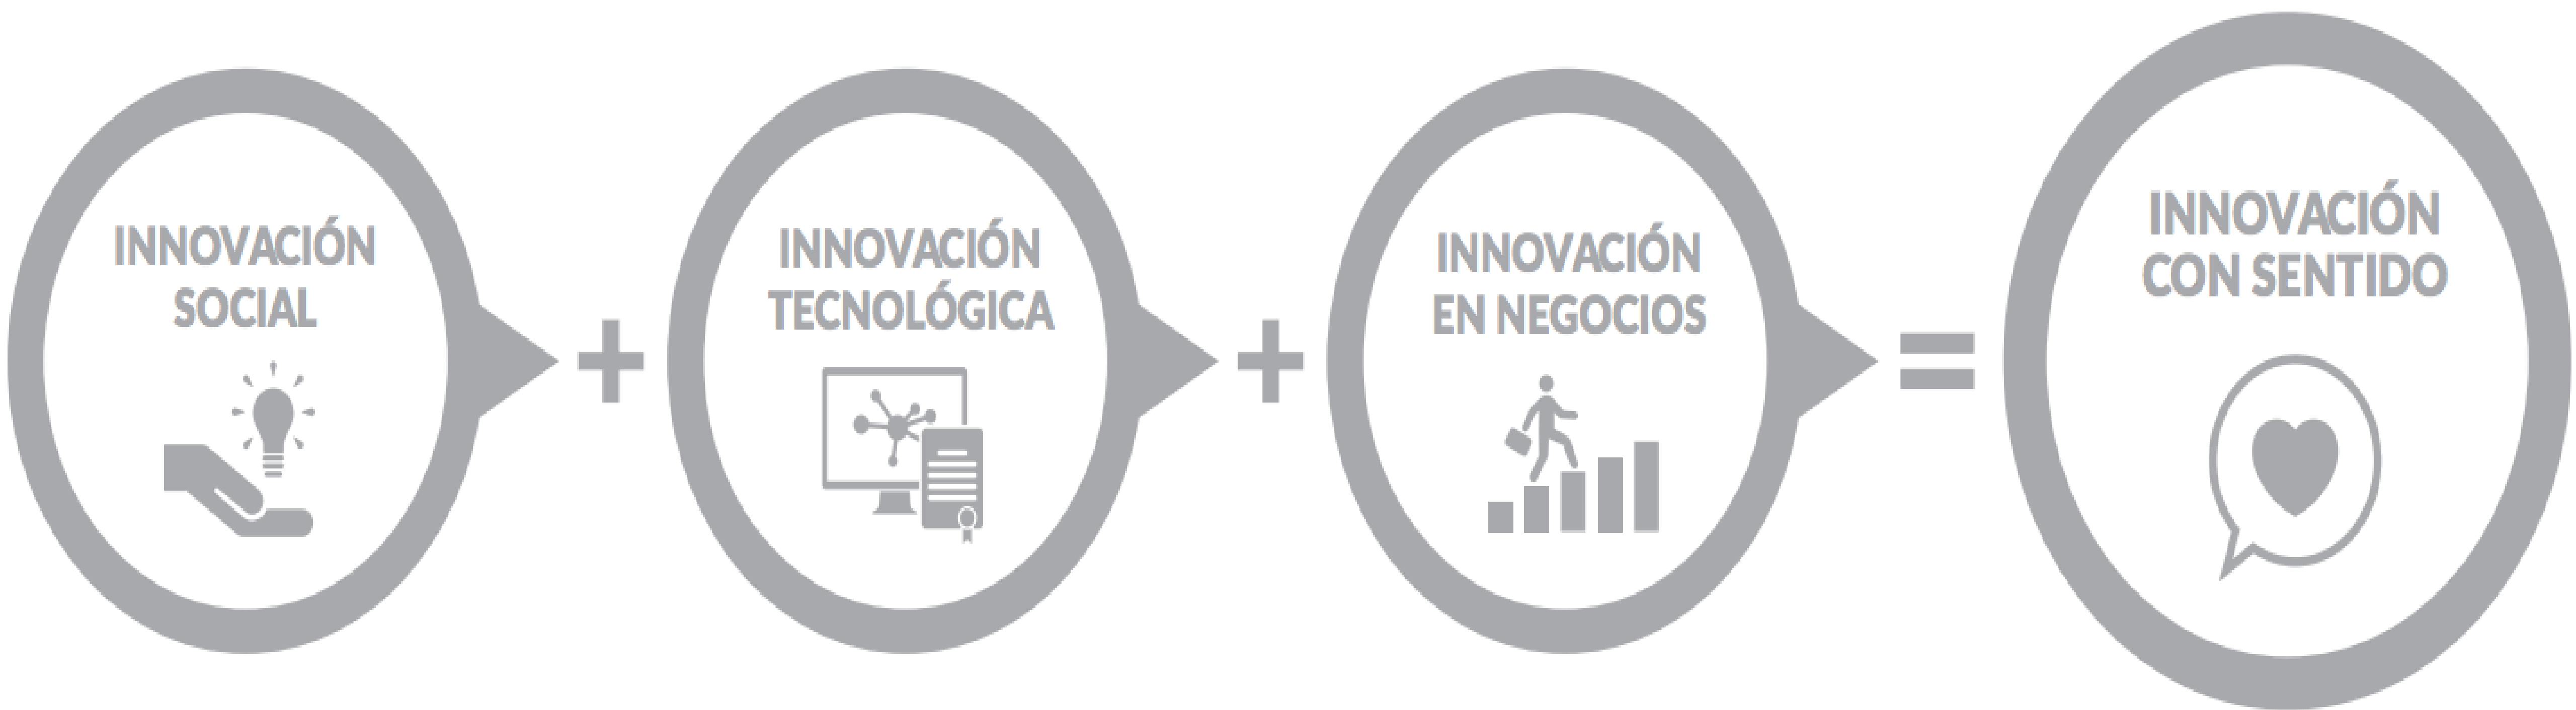 INNOVACIÓN
SOCIAL
+
INNOVACIÓN
TECNOLÓGICA
+
INNOVACIÓN
EN NEGOCIOS
=
INNOVACIÓN
CON SENTIDO